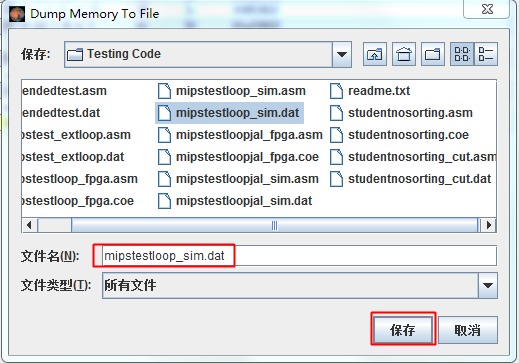 Dump Memory To File
保存: Testing Code
endedtest.asm mipstestloop_sim.asm readme.txt
endedtest.dat mipstestloop_sim.dat studentnosorting.asm
pstest_extloop.asm mipstestloopjal_fpga.asm studentnosorting.coe
pstest_extloop.dat mipstestloopjal_fpga.coe studentnosorting_cut.asm
pstestloop_fpga.asm mipstestloopjal_sim.asm studentnosorting_cut.dat
pstestloop_fpga.coe mipstestloopjal_sim.dat
文件名(N): mipstestloop_sim.dat
文件类型(T): 所有文件
保存 取消